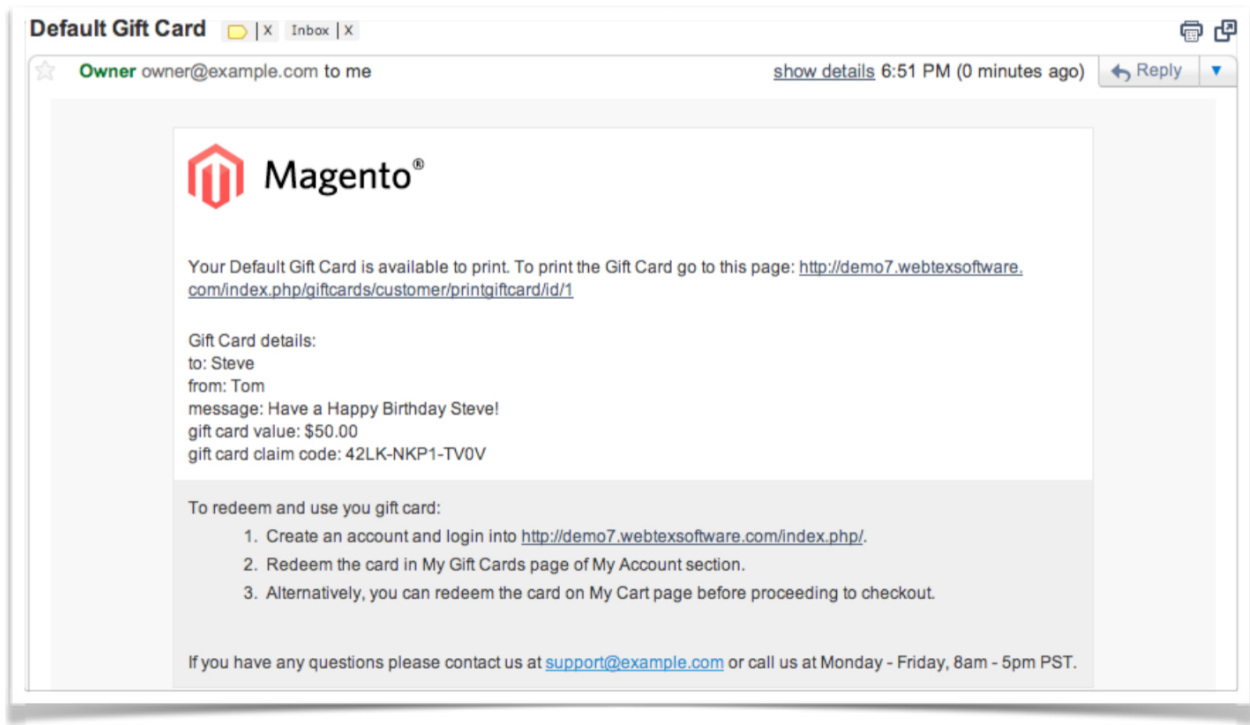 Default Gift Card | X Inbox | X
Owner owner@example.com to me show details 6:51 PM (0 minutes ago) Reply
Magento®
Your Default Gift Card is available to print. To print the Gift Card go to this page: http://demo7.webtexsoftware.
com/index.php/giftcards/customer/printgiftcard/id/1
Gift Card details:
to: Steve
from: Tom
message: Have a Happy Birthday Steve!
gift card value: $50.00
gift card claim code: 42LK-NKP1-TV0V
To redeem and use you gift card:
1. Create an account and login into http://demo7.webtexsoftware.com/index.php/.
2. Redeem the card in My Gift Cards page of My Account section.
3. Alternatively, you can redeem the card on My Cart page before proceeding to checkout.
If you have any questions please contact us at support@example.com or call us at Monday - Friday, 8am - 5pm PST.